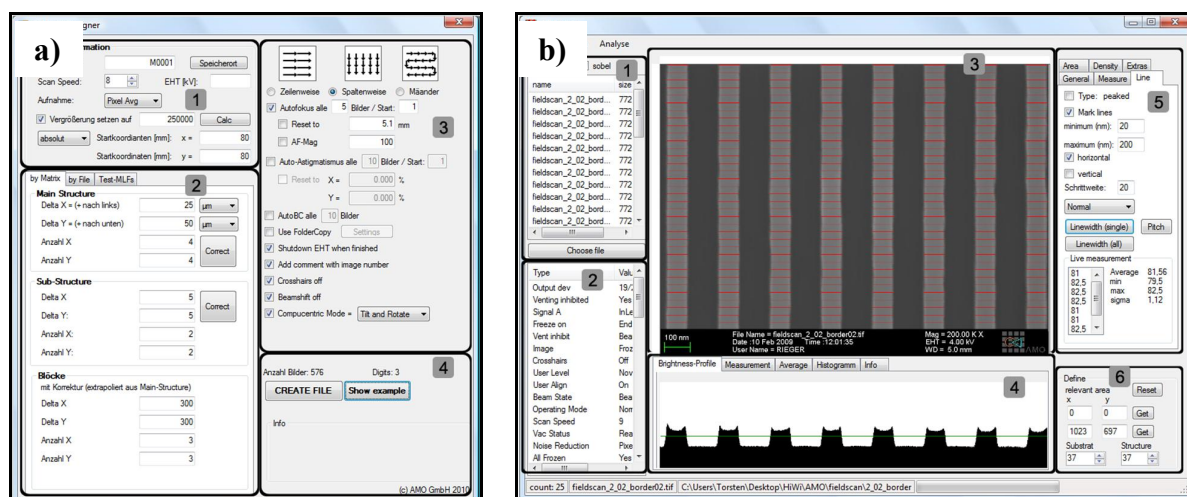 a)
M0001 Speicherort
Scan Speed: 8 EHT [kV]:
Aufnahme: Pixel Avg 1
Vergrößerung setzen auf 250000 Calc
absolut Startkoordianten [mm]: x = 80
Startkoordinaten [mm]: y = 80
by Matrix by File Test-MLFs 2
Main Structure
Delta X = (+ nach links) 25 µm
Delta Y = (+ nach unten) 50 µm
Anzahl X 4
Correct
Anzahl Y 4
Sub-Structure
Delta X 5
Correct
Delta Y: 5
Anzahl X: 2
Anzahl Y: 2
Blöcke
mit Korrektur (extrapoliert aus Main-Structure)
Delta X 300
Delta Y 300
Anzahl X 3
Anzahl Y 3
Zeilenweise Spaltenweise Mäander
Autofokus alle 5 Bilder / Start: 1
Reset to 5.1 mm 3
AF-Mag 100
Auto-Astigmatismus alle 10 Bilder / Start: 1
Reset to X = 0.000 %
Y = 0.000 %
AutoBC alle 10 Bilder
Use FolderCopy Settings
Shutdown EHT when finished
Add comment with image number
Crosshairs off
Beamshift off
Compucentric Mode = Tilt and Rotate
Anzahl Bilder: 576 Digits: 3 4
CREATE FILE Show example
Info
(c) AMO GmbH 2010
b)
Analyse
sobel 1
name size
fieldscan_2_02_bord... 772
fieldscan_2_02_bord... 772
fieldscan_2_02_bord... 772
fieldscan_2_02_bord... 772
fieldscan_2_02_bord... 772
fieldscan_2_02_bord... 772
fieldscan_2_02_bord... 772
fieldscan_2_02_bord... 772
fieldscan_2_02_bord... 772
fieldscan_2_02_bord... 772
fieldscan_2_02_bord... 772
Choose file
Type Valu 2
Output dev 19/2
Venting inhibited Yes
Signal A InLe
Freeze on End
Vent inhibit Bea
Image Froz
Crosshairs Off
User Level Nov
User Align On
Beam State Bea
Operating Mode Nom
Scan Speed 9
Vac Status Rea
Noise Reduction Pixe
All Frozen Yes
3
100 nm
File Name = fieldscan_2_02_border02.tif Mag = 200.00 K X
Date :10 Feb 2009 Time :12:01:35 EHT = 4.00 kV
User Name = RIEGER WD = 5.0 mm AMO
Brightness-Profile Measurement Average Histogramm Info
4
Area Density Extras
General Measure Line
Type: peaked 5
Mark lines
minimum (nm): 20
maximum (nm): 200
horizontal
vertical
Schrittweite: 20
Normal
Linewidth (single) Pitch
Linewidth (all)
Live measurement
81 Average 81,56
82,5 min 79,5
82,5 max 82,5
82,5 sigma 1,12
81
81
82,5
Define 6
relevant area Reset
x y
0 0 Get
1023 697 Get
Substrat Structure
37 37
count: 25 fieldscan_2_02_border02.tif C:\Users\Torsten\Desktop\HiWi\AMO\fieldscan\2_02_border